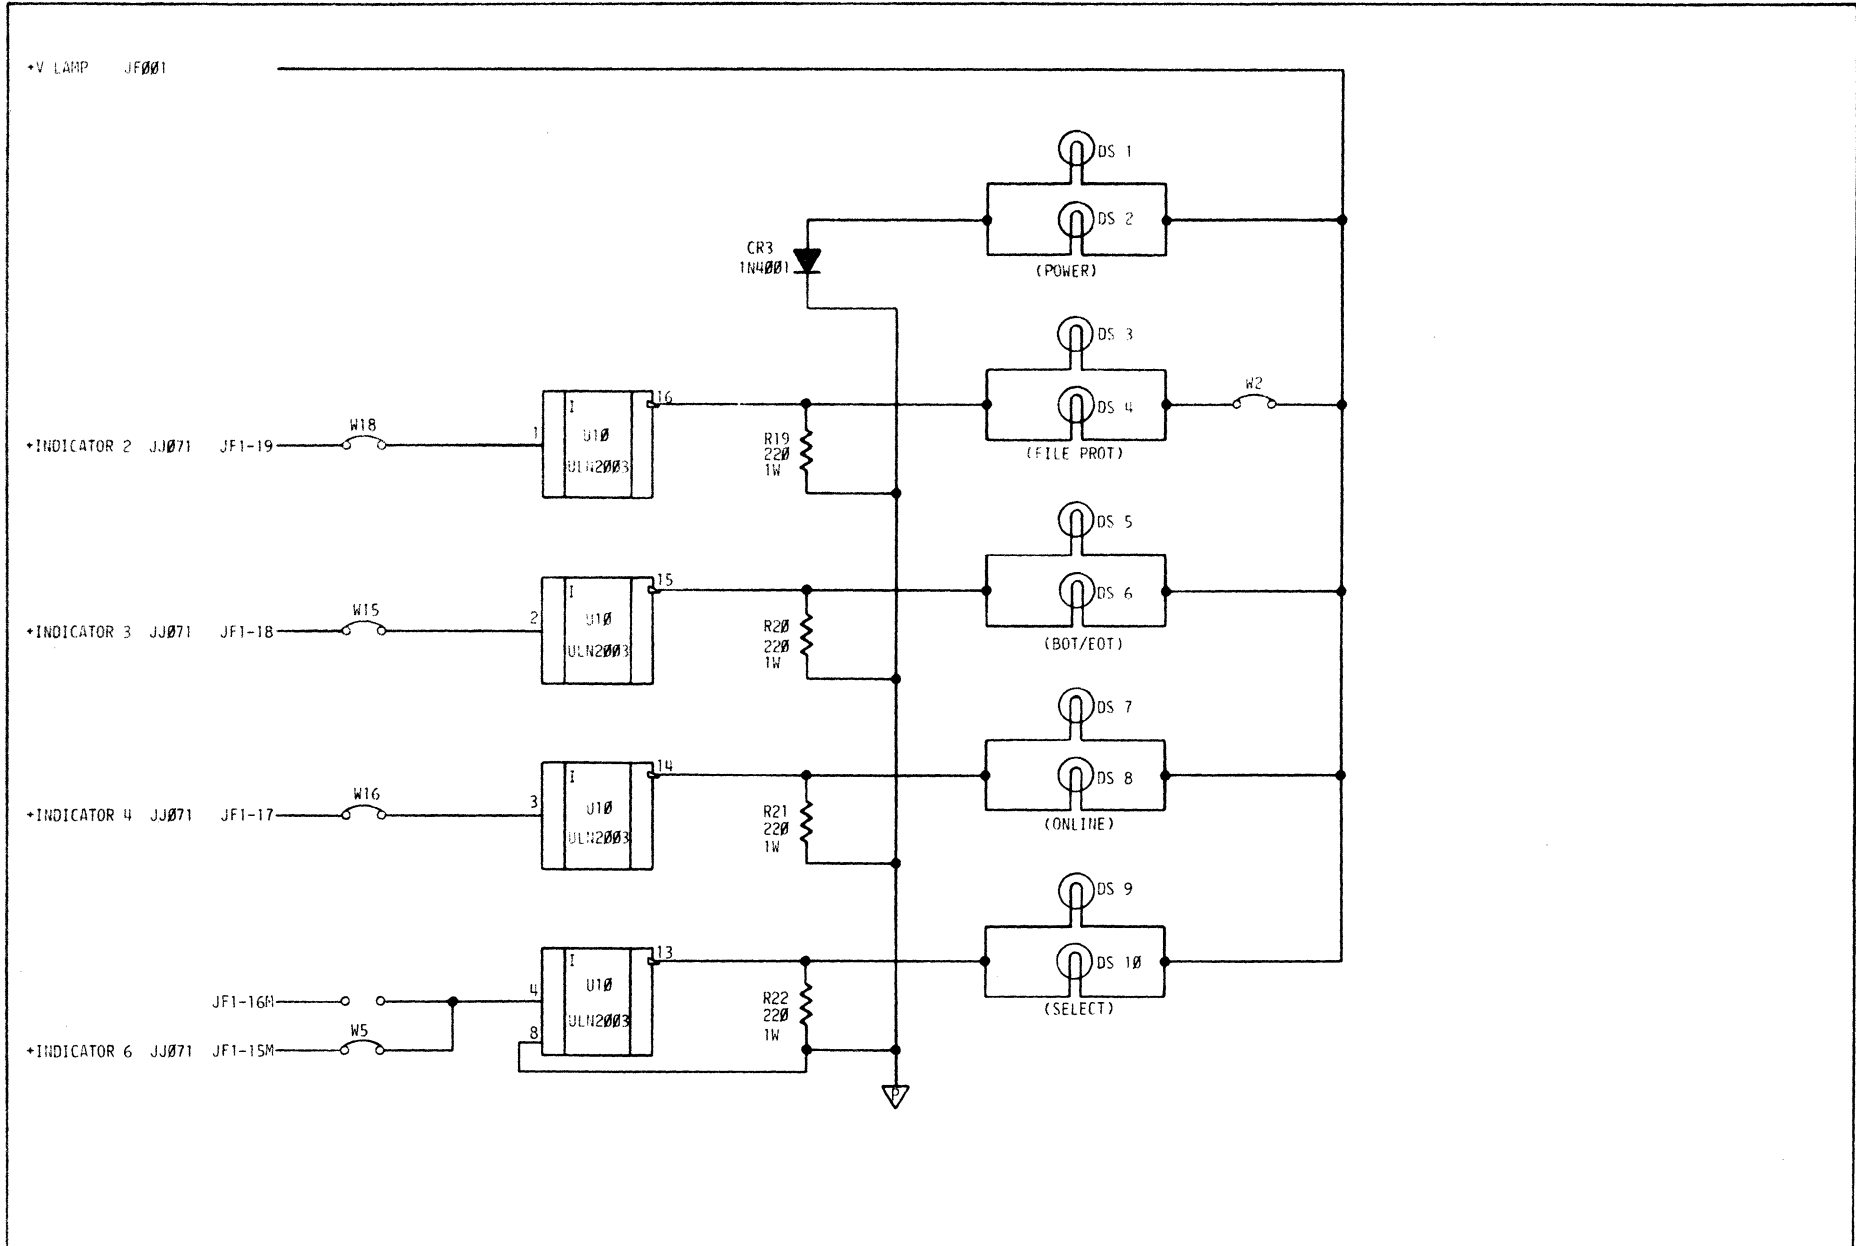 +V LAMP JFØØ1
DS 1
DS 2
(POWER)
CR3
1N4ØØ1
DS 3
DS 4
(FILE PROT)
W2
+INDICATOR 2 JJØ71 JF1-19
W18
1
I
U1Ø
ULN2ØØ3
16
R19
22Ø
1W
DS 5
DS 6
(BOT/EOT)
+INDICATOR 3 JJØ71 JF1-18
W15
2
I
U1Ø
ULN2ØØ3
15
R2Ø
22Ø
1W
DS 7
DS 8
(ONLINE)
+INDICATOR 4 JJØ71 JF1-17
W16
3
I
U1Ø
ULN2ØØ3
14
R21
22Ø
1W
DS 9
DS 1Ø
(SELECT)
JF1-16M
+INDICATOR 6 JJØ71 JF1-15M
W5
4
8
I
U1Ø
ULN2ØØ3
13
R22
22Ø
1W
P